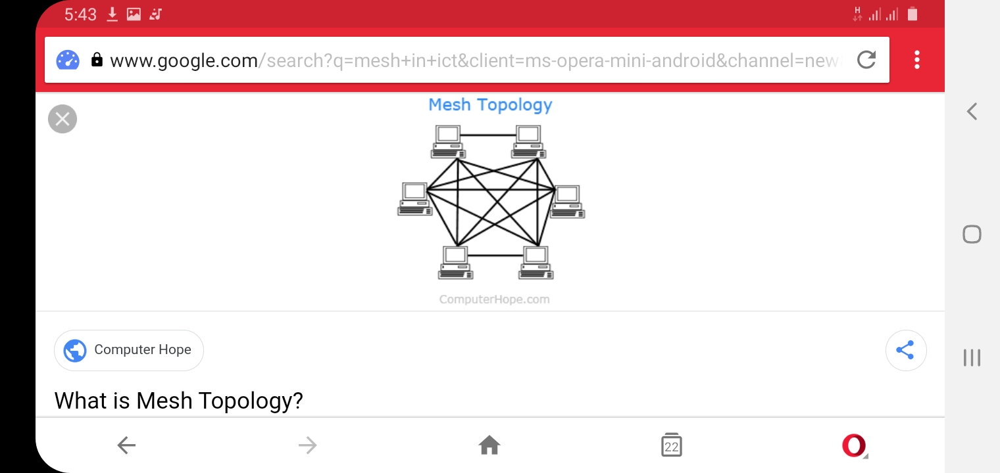 5:43
H
www.google.com/search?q=mesh+in+ict&client=ms-opera-mini-android&channel=new
Mesh Topology
ComputerHope.com
Computer Hope
What is Mesh Topology?
22